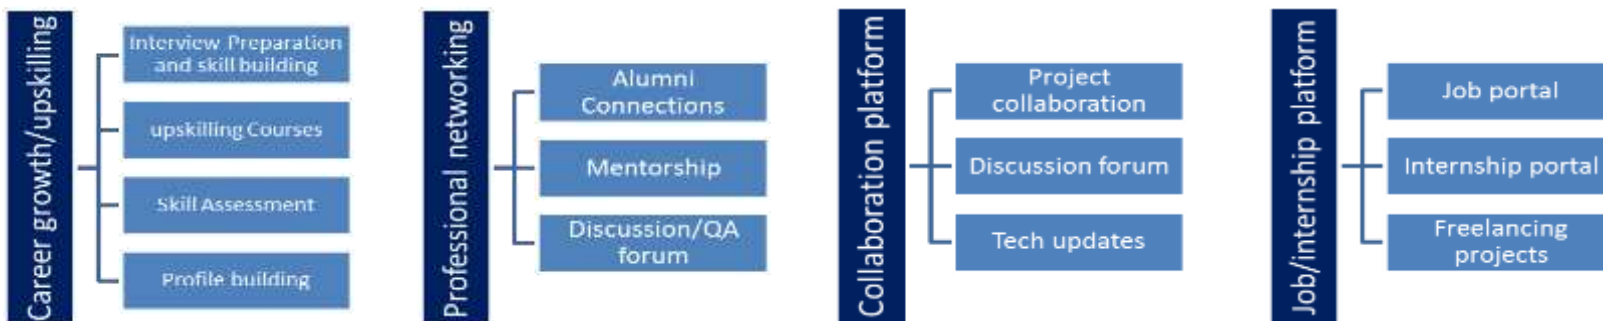 Career growth/upskilling
Interview Preparation
and skill building
upskilling Courses
Skill Assessment
Profile building
Professional networking
Alumni
Connections
Mentorship
Discussion/QA
forum
Collaboration platform
Project
collaboration
Discussion forum
Tech updates
Job/internship platform
Job portal
Internship portal
Freelancing
projects